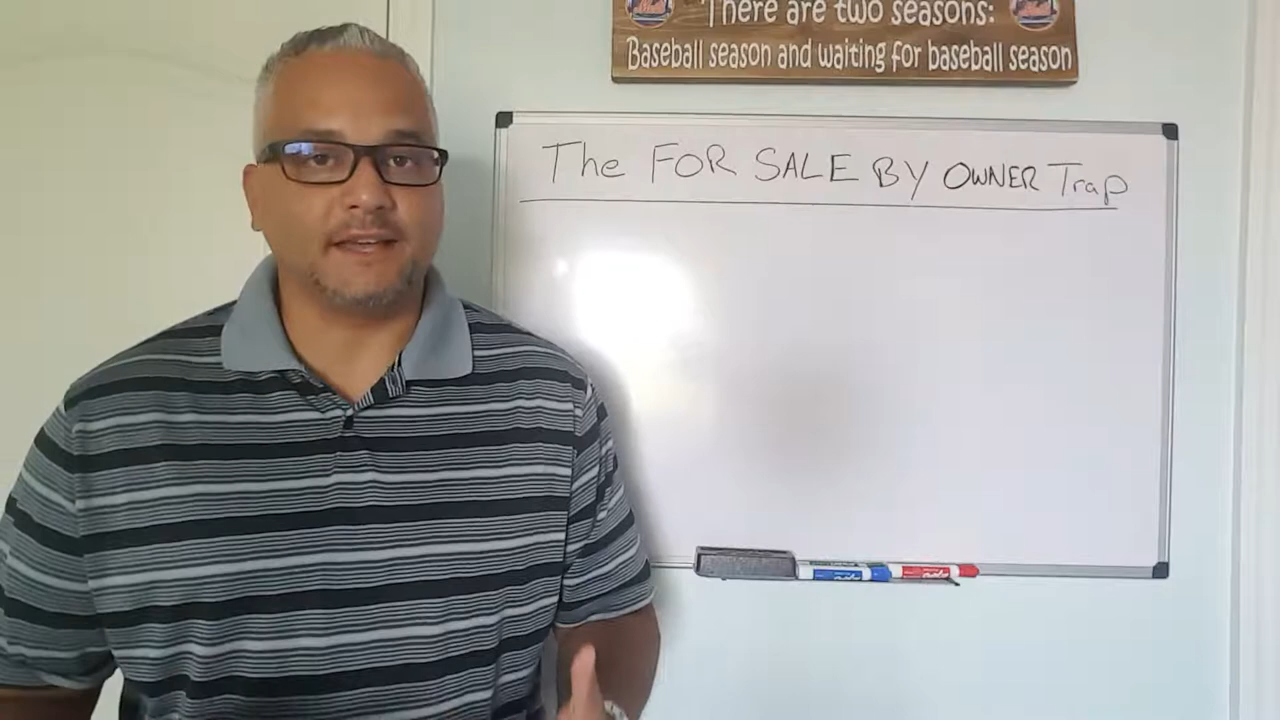 There are two seasons:
Baseball season and waiting for baseball season
The FOR SALE BY OWNER Trap